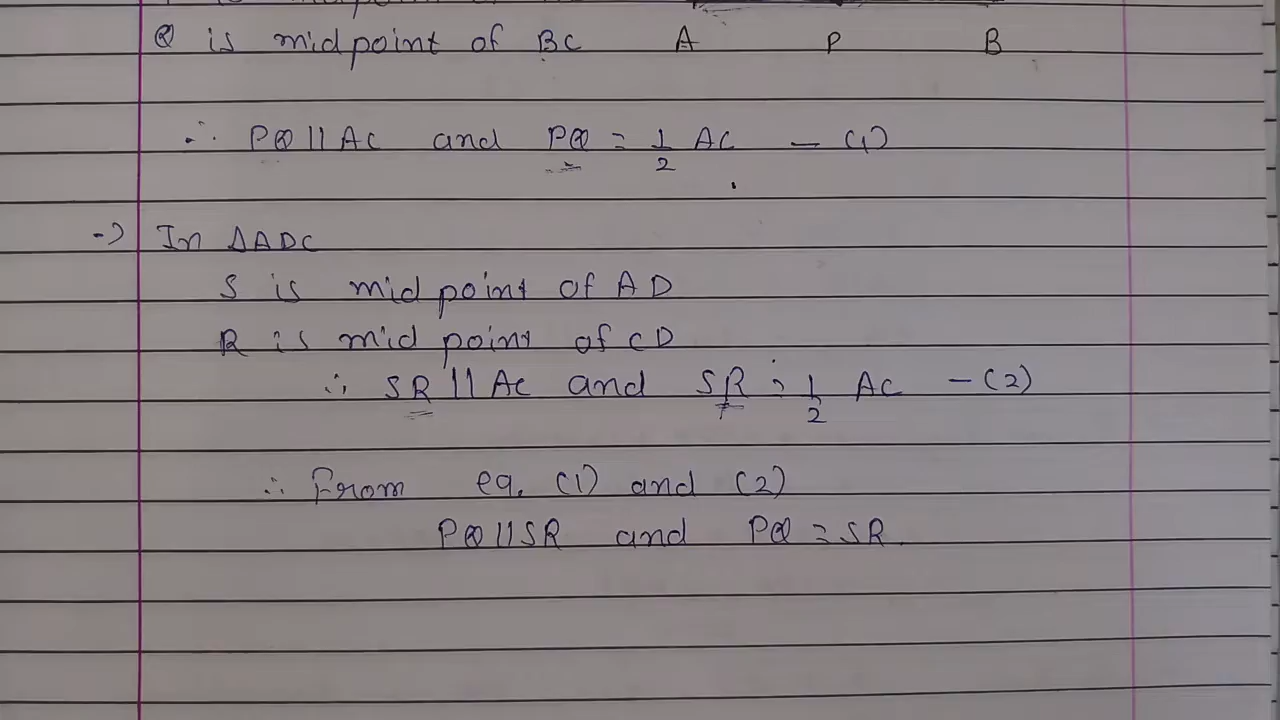 Q is midpoint of BC A P B
∴ PQ || AC and PQ = 1/2 AC — (1)
→ In ΔADC
S is midpoint of AD
R is mid point of CD
∴ SR || AC and SR = 1/2 AC — (2)
∴ From eq. (1) and (2)
PQ || SR and PQ = SR.